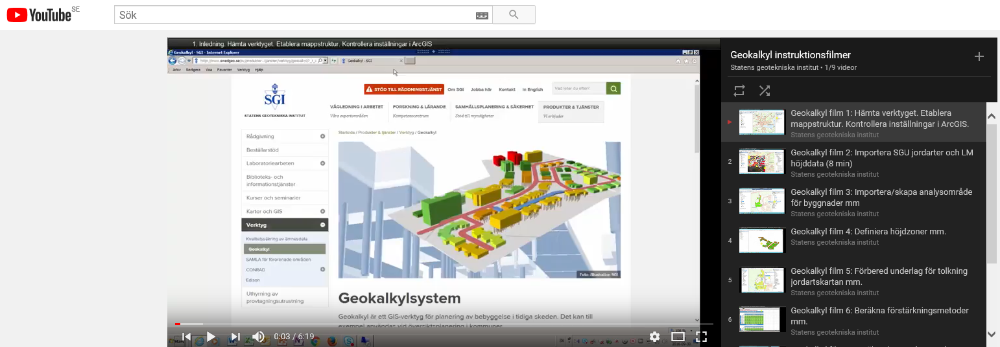 YouTube SE
Sök
1. Inledning. Hämta verktyget. Etablera mappstruktur. Kontrollera inställningar i ArcGIS
Geokalkyl - SGI - Internet Explorer
Geokalkyl - SGI
Arkiv Redigera Visa Favoriter Verktyg Hjälp
SGI
STATENS GEOTEKNISKA INSTITUT
STÖD TILL RÄDDNINGSTJÄNST Om SGI Jobba här Kontakt In English Vad letar du efter?
VÄGLEDNING I ARBETET FORSKNING & LÄRANDE SAMHÄLLSPLANERING & SÄKERHET PRODUKTER & TJÄNSTER
Våra expertområden Kompetenscentrum Stöd till myndigheter Vi erbjuder
Startsida / Produkter & tjänster / Verktyg / Geokalkyl
Rådgivning
Beställarstöd
Laboratoriearbeten
Biblioteks- och
informationstjänster
Kurser och seminarier
Kartor och GIS
Verktyg
Kvalitetssäkring av ämnesdata
Geokalkyl
SAMLA för förorenade områden
CONRAD
Edison
Uthyrning av
provtagningsutrustning
Foto: /Illustration SGI
Geokalkylsystem
Geokalkyl är ett GIS-verktyg för planering av bebyggelse i tidiga skeden. Det kan till
exempel användas vid översiktsplanering i kommuner
0:03 / 6:19
Geokalkyl instruktionsfilmer
Statens geotekniska institut • 1/9 videor
Geokalkyl film 1: Hämta verktyget. Etablera
mappstruktur. Kontrollera inställningar i ArcGIS.
Statens geotekniska institut
2
Geokalkyl film 2: Importera SGU jordarter och LM
höjddata (8 min)
Statens geotekniska institut
3
Geokalkyl film 3: Importera/skapa analysområde
för byggnader mm
Statens geotekniska institut
4
Geokalkyl film 4: Definiera höjdzoner mm.
Statens geotekniska institut
5
Geokalkyl film 5: Förbered underlag för tolkning
jordartskartan mm.
Statens geotekniska institut
6
Geokalkyl film 6: Beräkna förstärkningsmetoder
mm.
Statens geotekniska institut